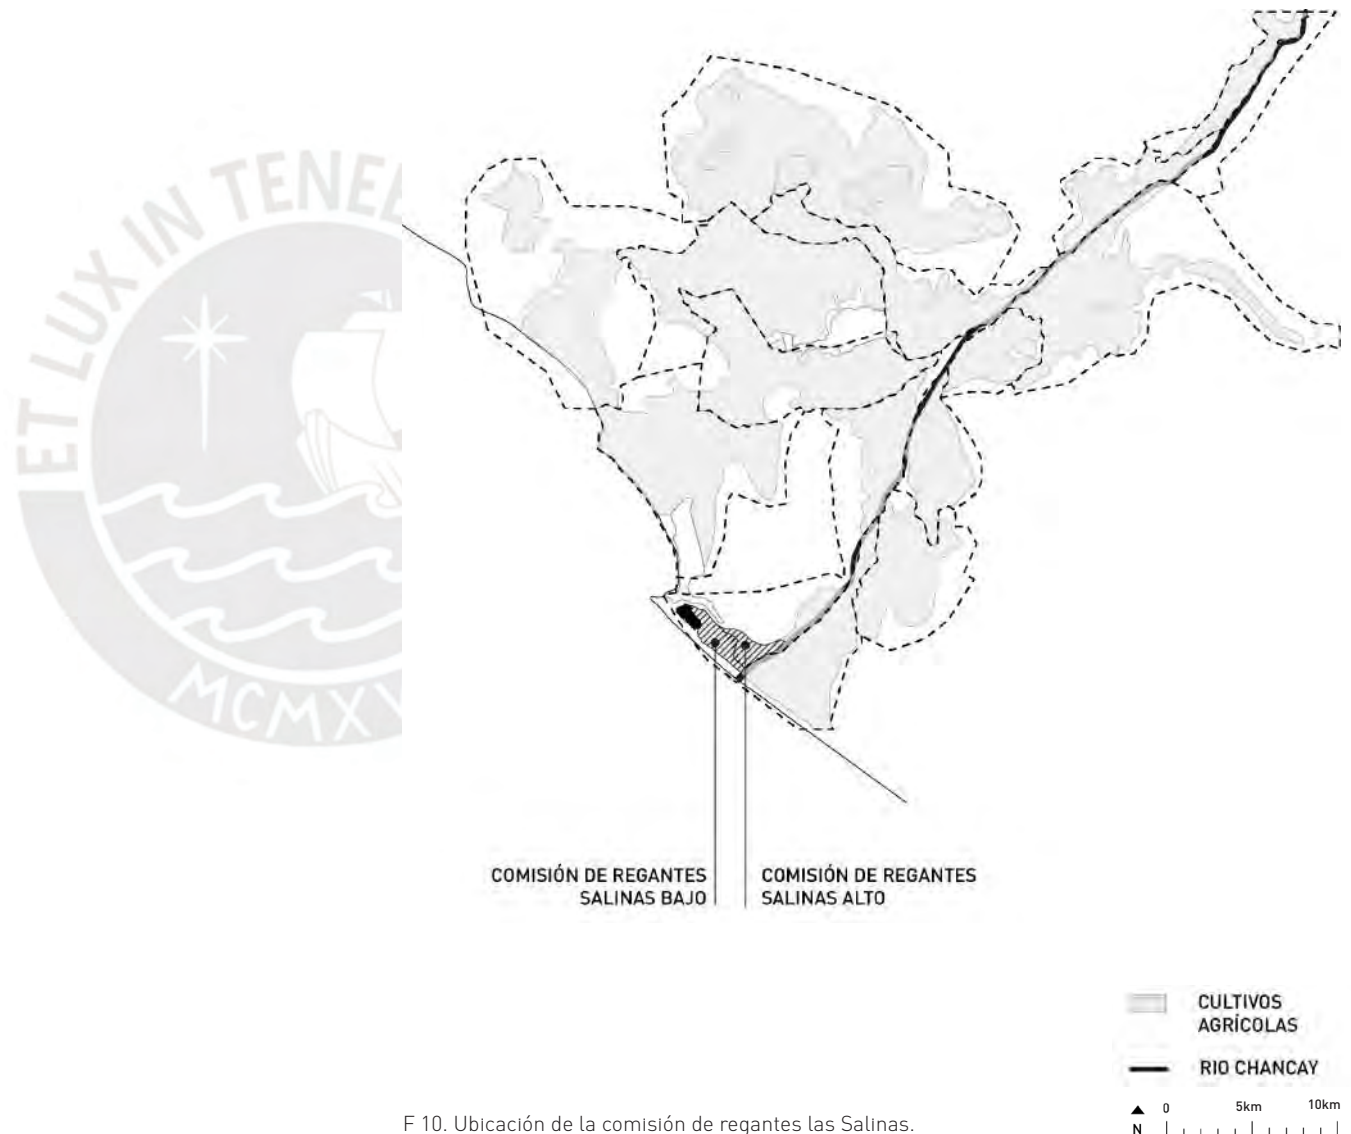 ET LUX IN TENEB
MCMXV
COMISIÓN DE REGANTES
SALINAS BAJO
COMISIÓN DE REGANTES
SALINAS ALTO
CULTIVOS
AGRÍCOLAS
RIO CHANCAY
0 5km 10km
N
F 10. Ubicación de la comisión de regantes las Salinas.